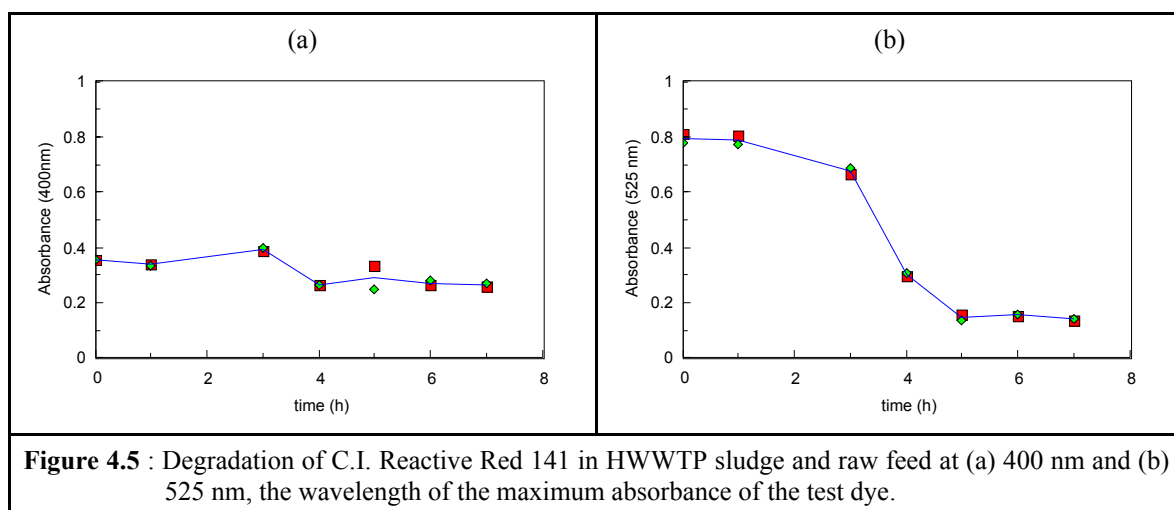 (a)
1
0.8
0.6
0.4
0.2
0
Absorbance (400nm)
0 2 4 6 8
time (h)
(b)
1
0.8
0.6
0.4
0.2
0
Absorbance (525 nm)
0 2 4 6 8
time (h)
Figure 4.5 : Degradation of C.I. Reactive Red 141 in HWWTP sludge and raw feed at (a) 400 nm and (b)
525 nm, the wavelength of the maximum absorbance of the test dye.